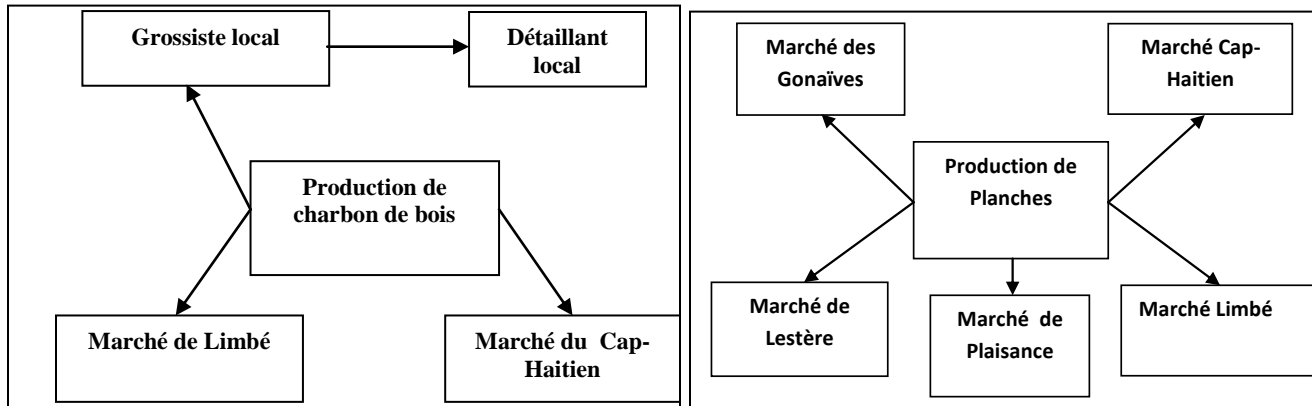 Grossiste local
Détaillant
local
Production de
charbon de bois
Marché de Limbé
Marché du Cap-
Haitien
Marché des
Gonaïves
Marché Cap-
Haitien
Production de
Planches
Marché de
Lestère
Marché de
Plaisance
Marché Limbé